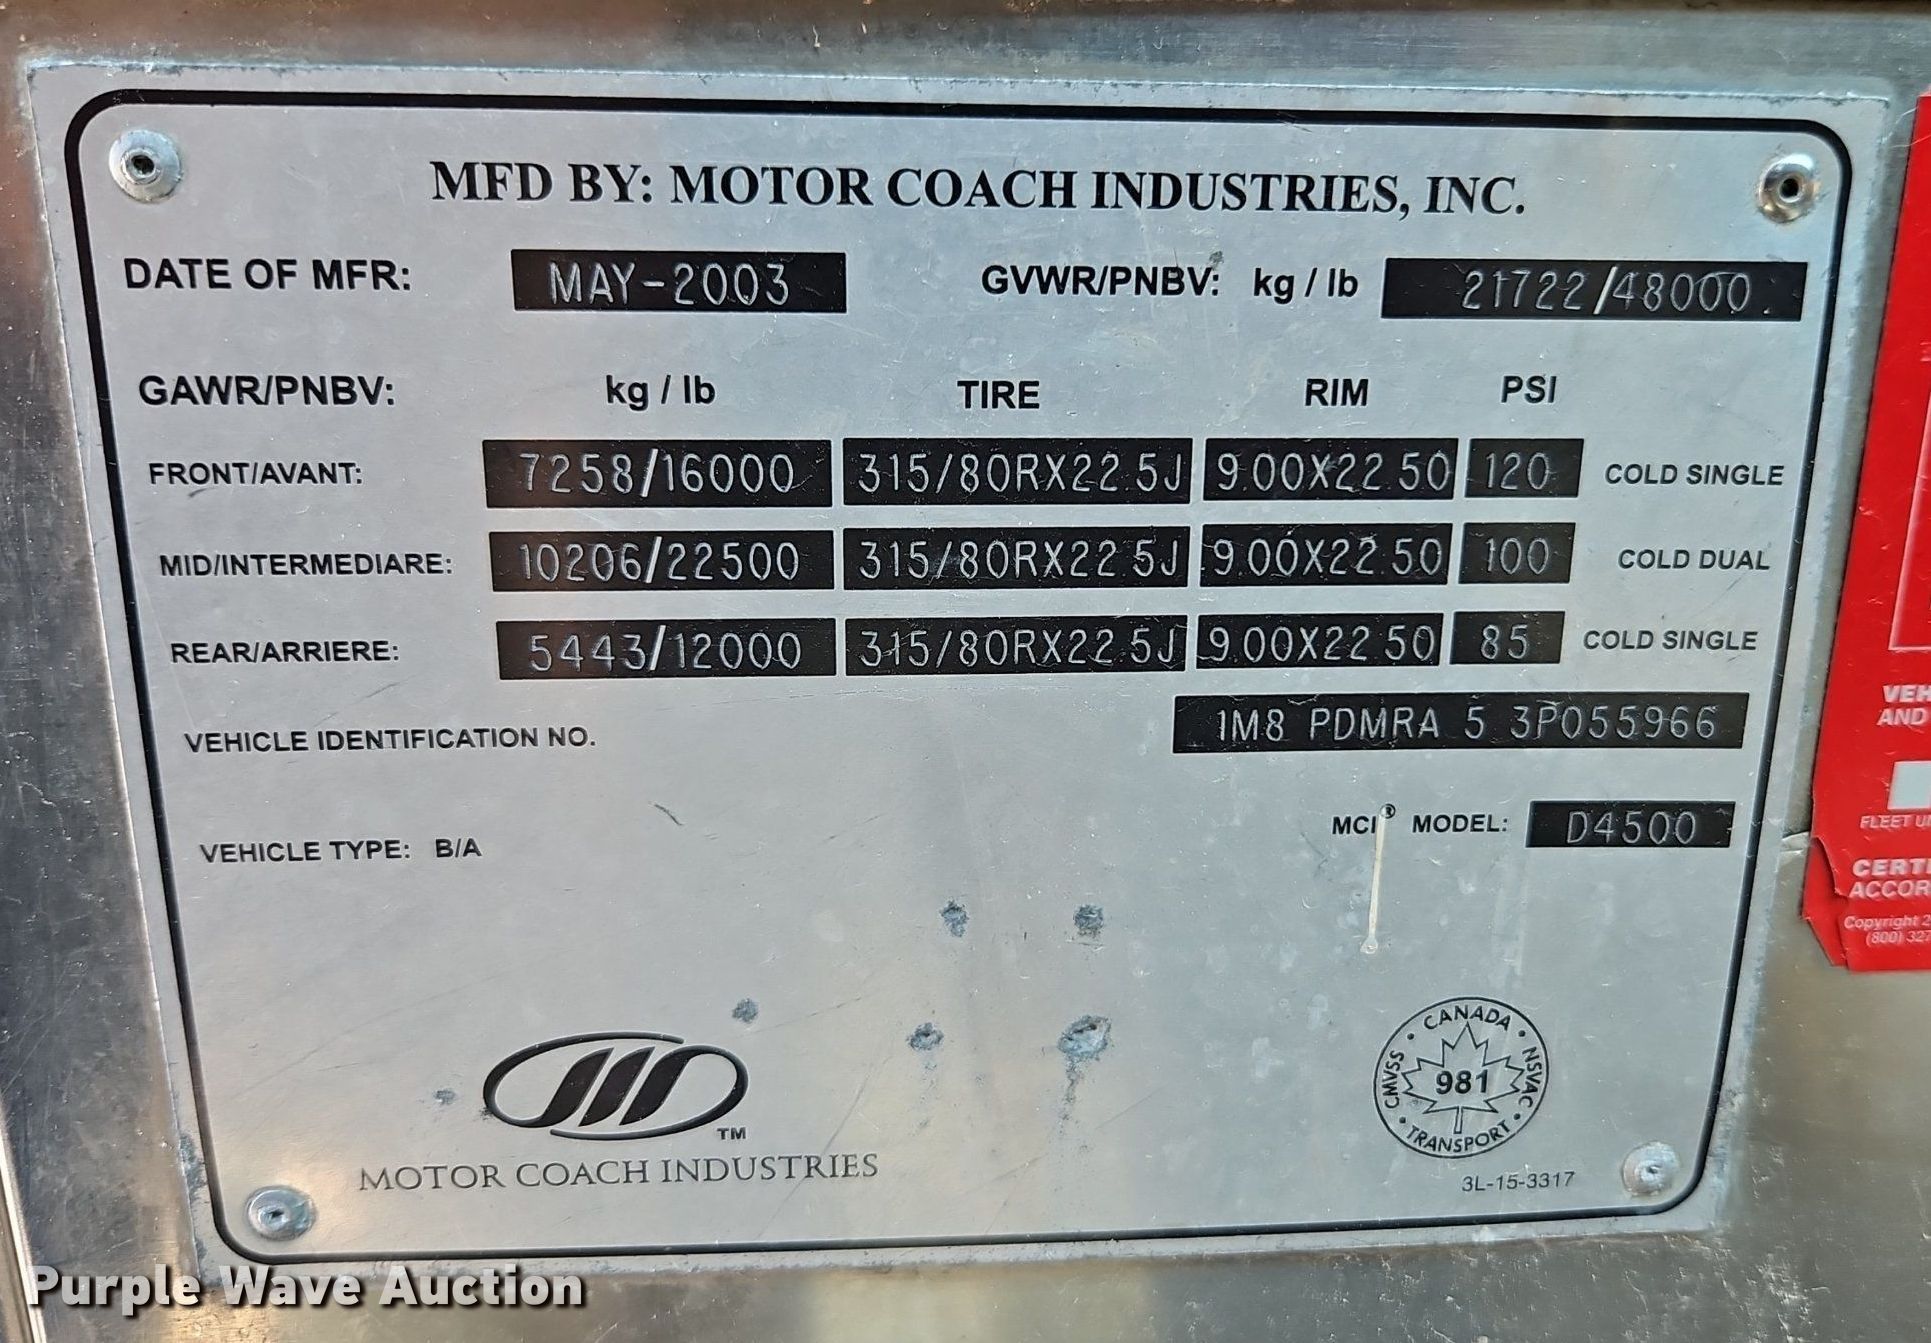 MFD BY: MOTOR COACH INDUSTRIES, INC.
DATE OF MFR: MAY-2003 GVWR/PNBV: kg / lb 21722/48000
GAWR/PNBV: kg / lb TIRE RIM PSI
FRONT/AVANT: 7258/16000 315/80RX22.5J 9.00X22.50 120 COLD SINGLE
MID/INTERMEDIARE: 10206/22500 315/80RX22.5J 9.00X22.50 100 COLD DUAL
REAR/ARRIERE: 5443/12000 315/80RX22.5J 9.00X22.50 85 COLD SINGLE
VEHICLE IDENTIFICATION NO. 1M8 PDMRA 5 3P055966
VEHICLE TYPE: B/A MCI® MODEL: D4500
™
MOTOR COACH INDUSTRIES
CANADA
CMVSS 981 NSVAC
TRANSPORT
3L-15-3317
AND
Purple Wave Auction